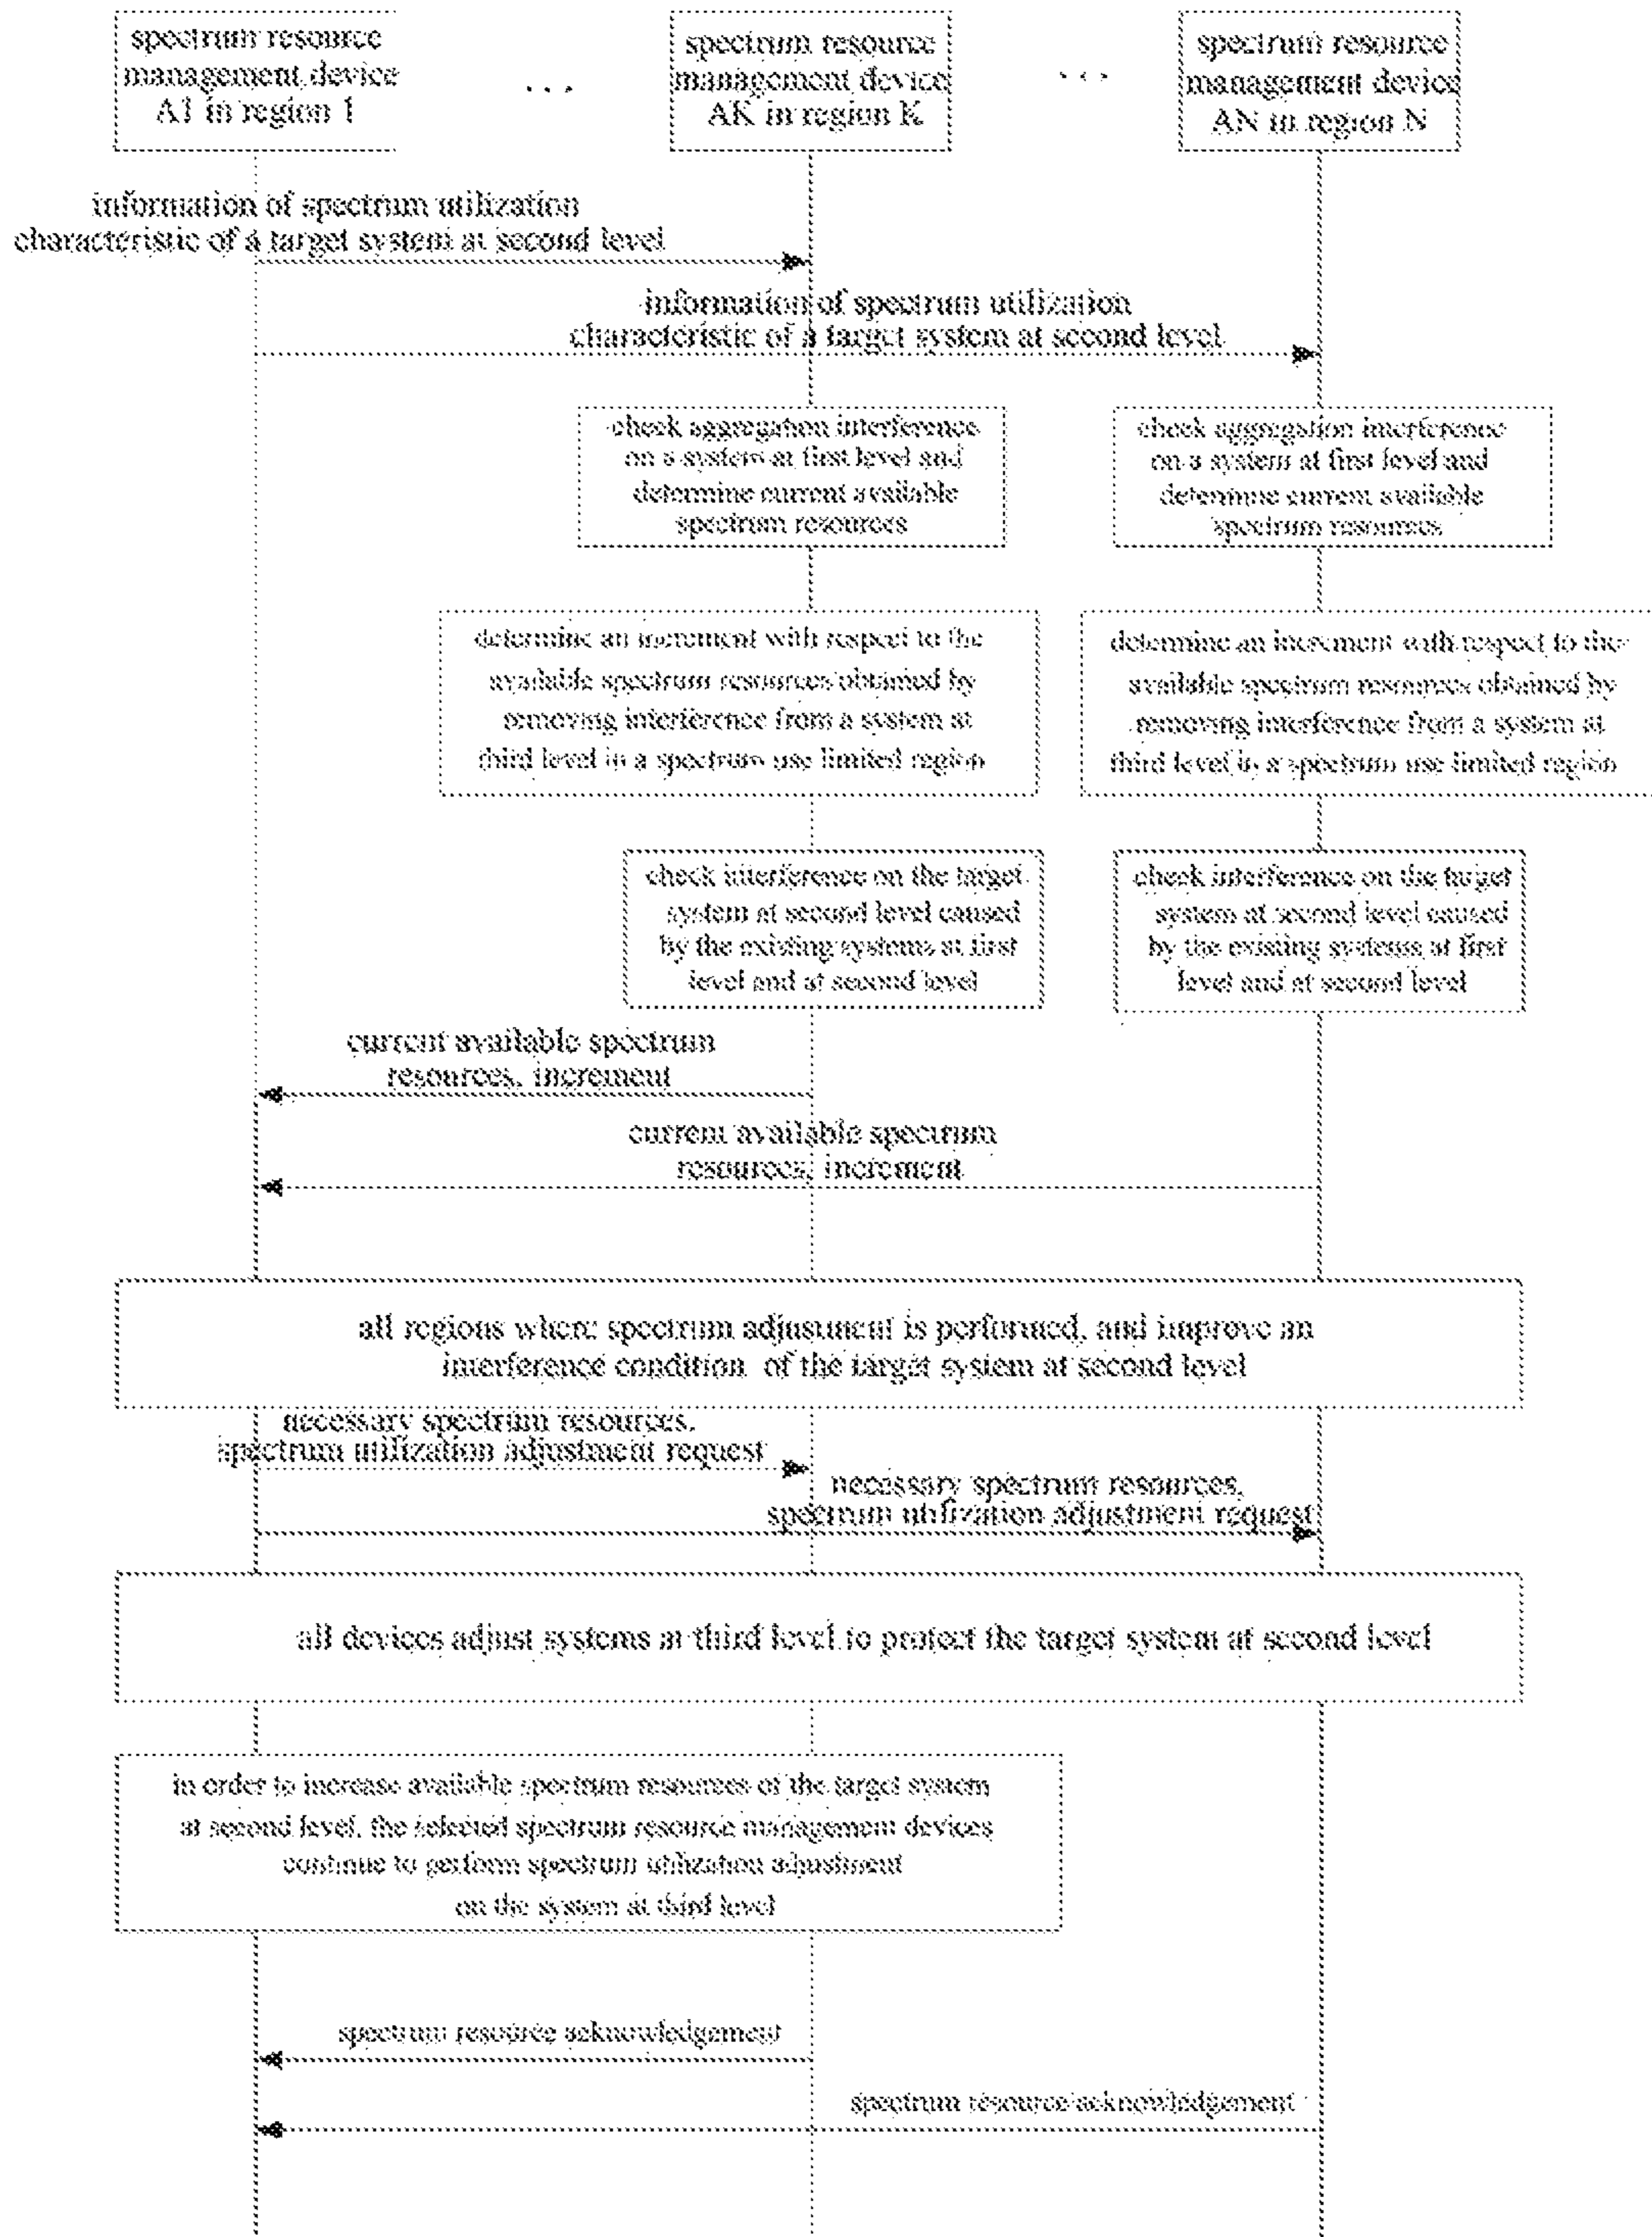 spectrum resource
management device
A1 in region 1
. . .
spectrum resource
management device
AK in region K
. . .
spectrum resource
management device
AN in region N
information of spectrum utilization
characteristic of a target system at second level
information of spectrum utilization
characteristic of a target system at second level
check aggregation interference
on a system at first level and
determine current available
spectrum resources
check aggregation interference
on a system at first level and
determine current available
spectrum resources
determine an increment with respect to the
available spectrum resources obtained by
removing interference from a system at
third level in a spectrum use limited region
determine an increment with respect to the
available spectrum resources obtained by
removing interference from a system at
third level in a spectrum use limited region
check interference on the target
system at second level caused
by the existing systems at first
level and at second level
check interference on the target
system at second level caused
by the existing systems at first
level and at second level
current available spectrum
resources, increment
current available spectrum
resources, increment
all regions where spectrum adjustment is performed, and improve an
interference condition of the target system at second level
necessary spectrum resources,
spectrum utilization adjustment request
necessary spectrum resources,
spectrum utilization adjustment request
all devices adjust systems at third level to protect the target system at second level
in order to increase available spectrum resources of the target system
at second level, the selected spectrum resource management devices
continue to perform spectrum utilization adjustment
on the system at third level
spectrum resource acknowledgement
spectrum resource acknowledgement